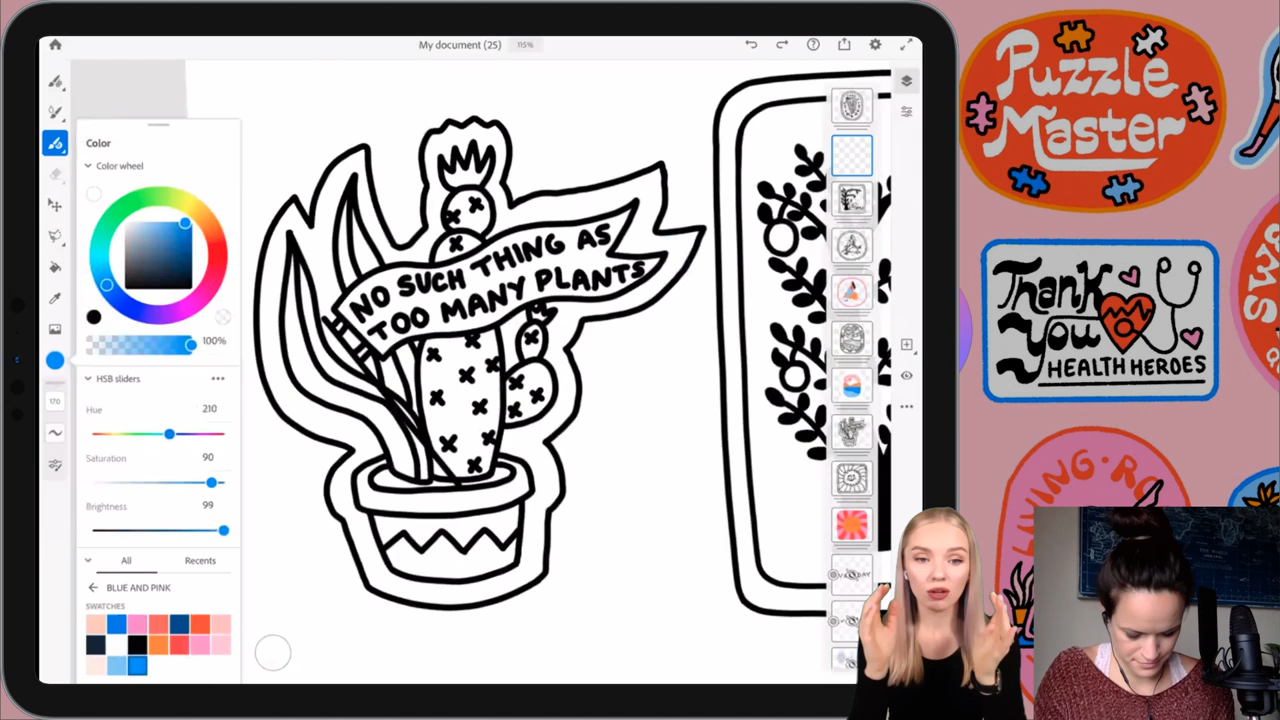 My document (25)
115%
Color
Color wheel
100%
HSB sliders
Hue
210
Saturation
90
Brightness
99
All
Recents
BLUE AND PINK
SWATCHES
170
NO SUCH THING AS
TOO MANY PLANTS
Puzzle
Master
Thank
You
HEALTH HEROES